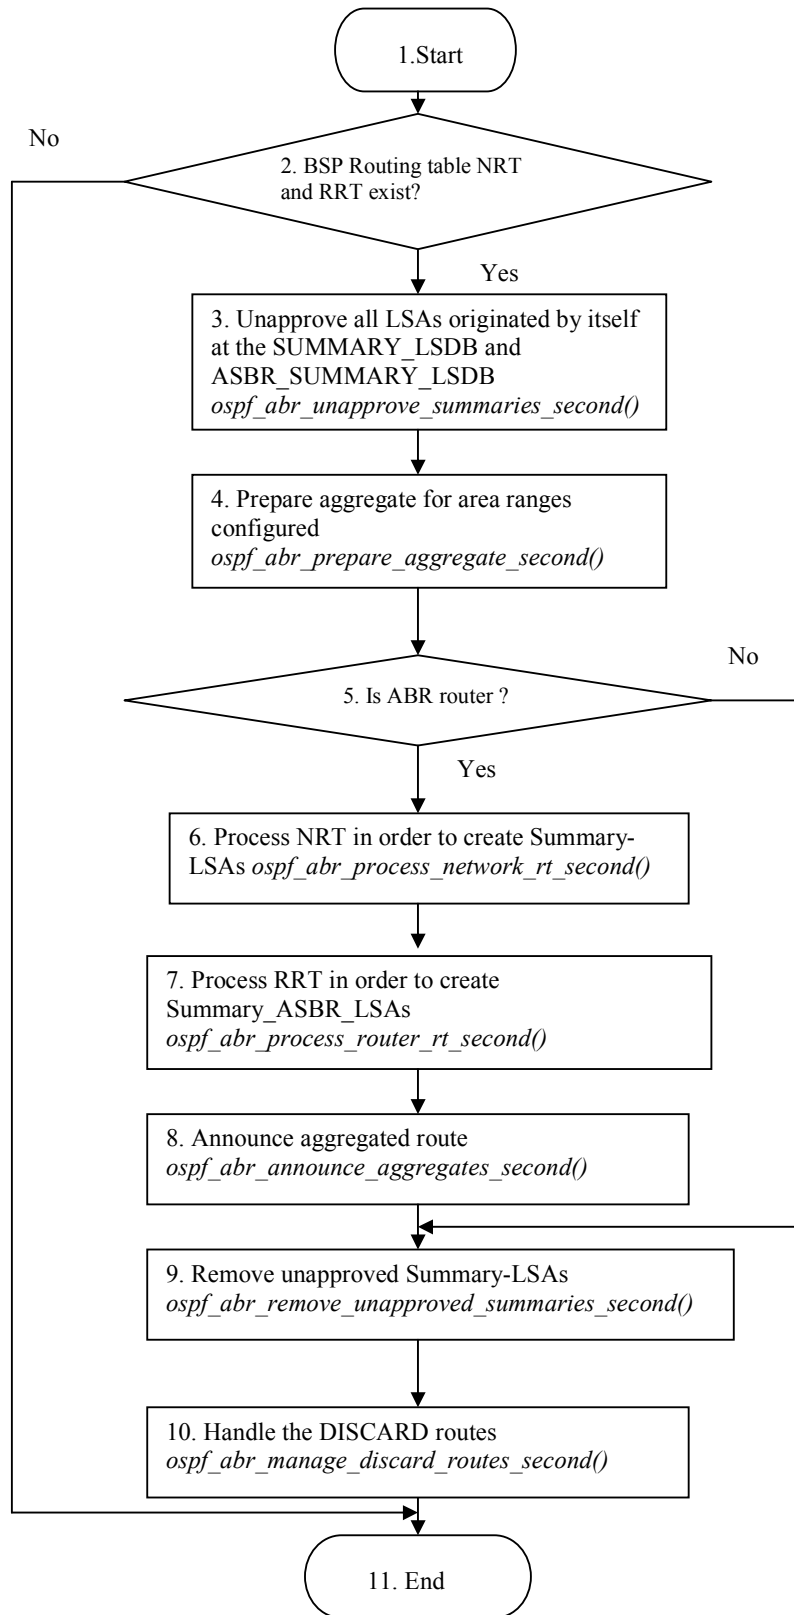 1.Start
No
2. BSP Routing table NRT
and RRT exist?
Yes
3. Unapprove all LSAs originated by itself
at the SUMMARY_LSDB and
ASBR_SUMMARY_LSDB
ospf_abr_unapprove_summaries_second()
4. Prepare aggregate for area ranges
configured
ospf_abr_prepare_aggregate_second()
No
5. Is ABR router ?
Yes
6. Process NRT in order to create Summary-
LSAs ospf_abr_process_network_rt_second()
7. Process RRT in order to create
Summary_ASBR_LSAs
ospf_abr_process_router_rt_second()
8. Announce aggregated route
ospf_abr_announce_aggregates_second()
9. Remove unapproved Summary-LSAs
ospf_abr_remove_unapproved_summaries_second()
10. Handle the DISCARD routes
ospf_abr_manage_discard_routes_second()
11. End